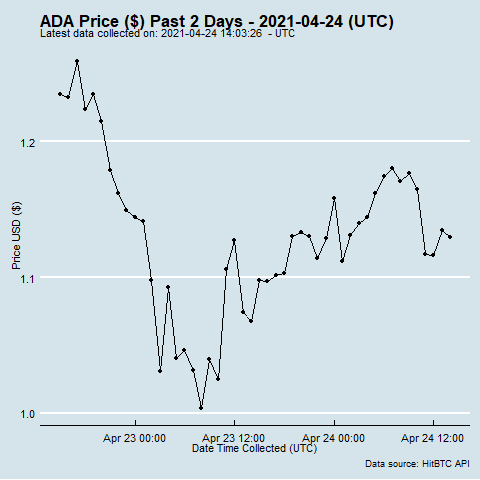 ADA Price ($) Past 2 Days - 2021-04-24 (UTC)
Latest data collected on: 2021-04-24 14:03:26  - UTC
1.2
Price USD ($)
1.1
1.0
Apr 23 00:00 Apr 23 12:00 Apr 24 00:00 Apr 24 12:00
Date Time Collected (UTC)
Data source: HitBTC API